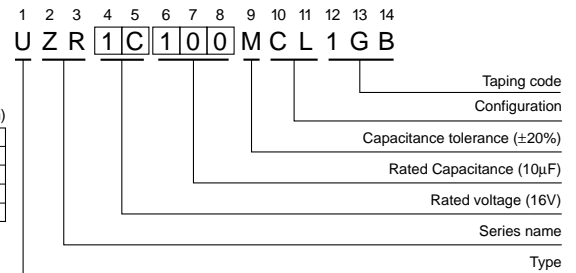 1 2 3 4 5 6 7 8 9 10 11 12 13 14
U Z R 1 C 1 0 0 M C L 1 G B
Taping code
Configuration
)
Capacitance tolerance (±20%)
Rated Capacitance (10µF)
Rated voltage (16V)
Series name
Type